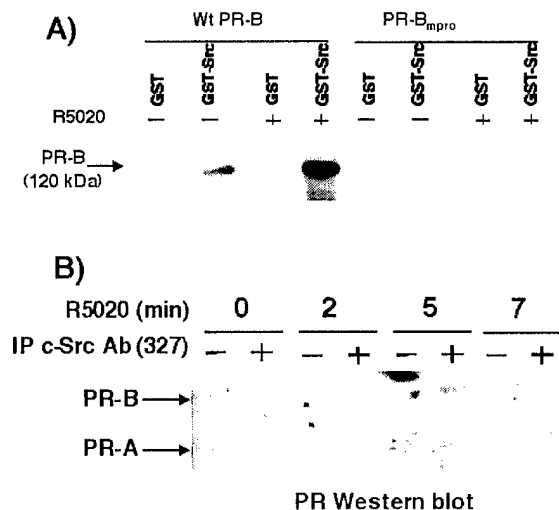 A)
Wt PR-B
PR-Bmpro
GST GST-Src GST GST-Src GST GST-Src GST GST-Src
R5020 − − + + − − + +
PR-B
(120 kDa)
B)
R5020 (min) 0 2 5 7
IP c-Src Ab (327) − + − + − + − +
PR-B
PR-A
PR Western blot